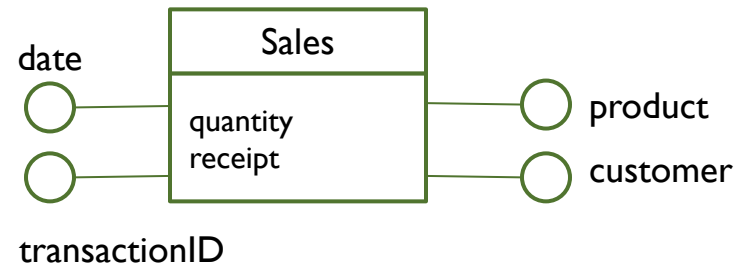 Sales
date
quantity
receipt
product
customer
transactionID